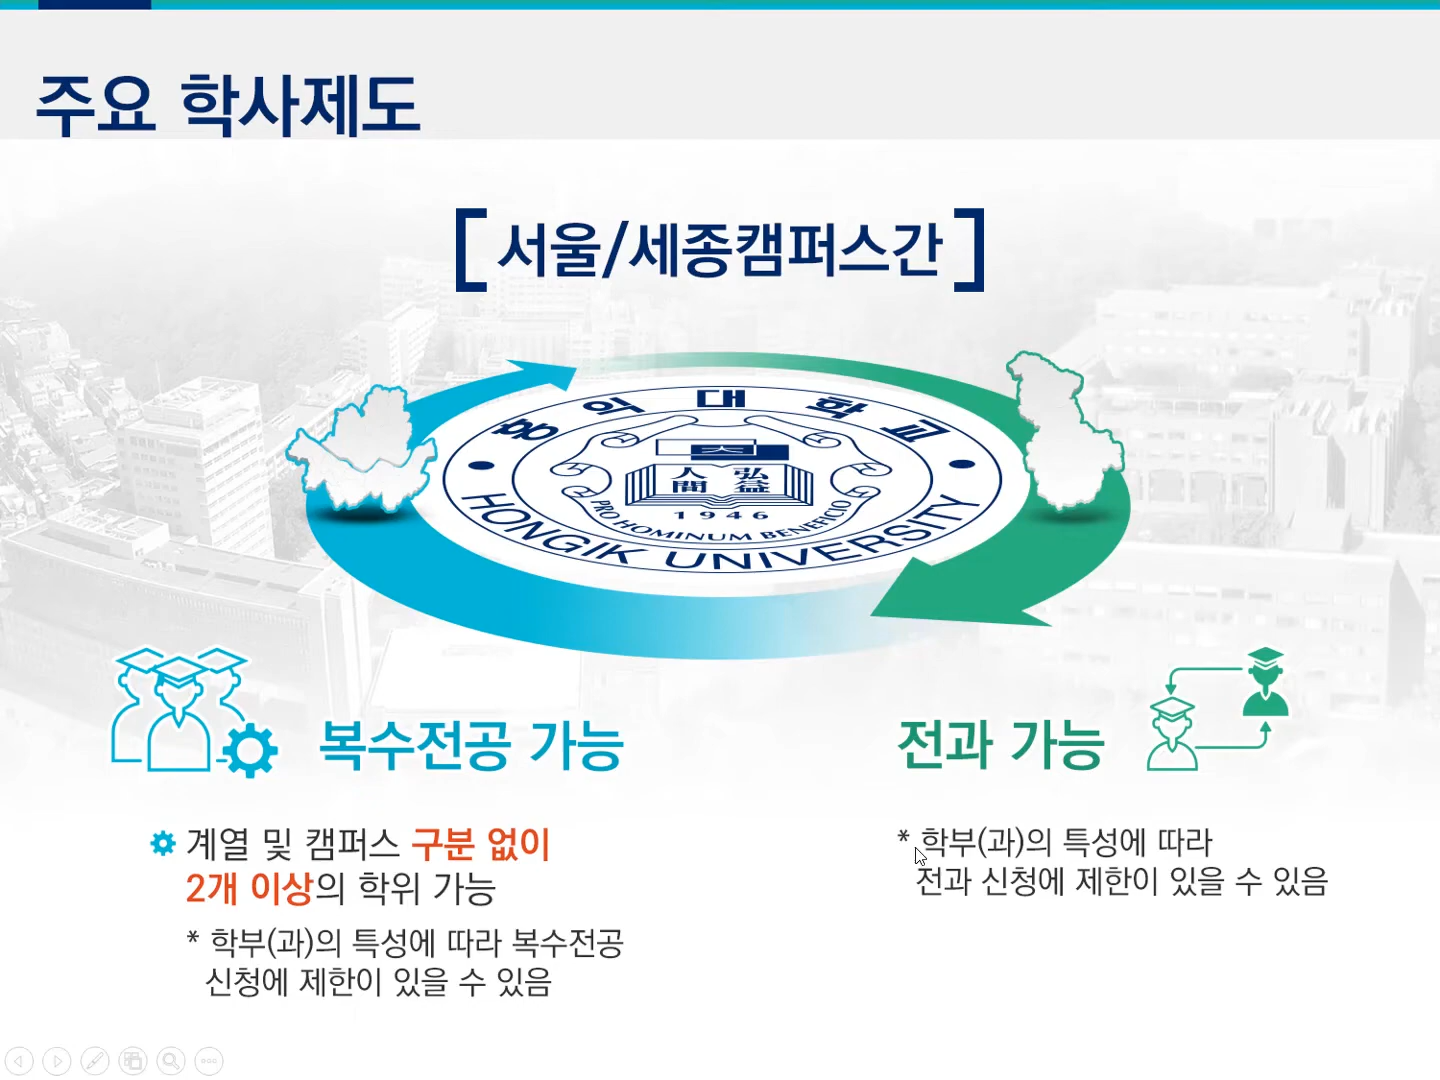 주요 학사제도
[서울/세종캠퍼스간]
홍익대학교
人間 弘益
1946
PRO HOMINUM BENEFICIO
HONGIK UNIVERSITY
복수전공 가능
계열 및 캠퍼스 구분 없이
2개 이상의 학위 가능
* 학부(과)의 특성에 따라 복수전공
신청에 제한이 있을 수 있음
전과 가능
* 학부(과)의 특성에 따라
전과 신청에 제한이 있을 수 있음